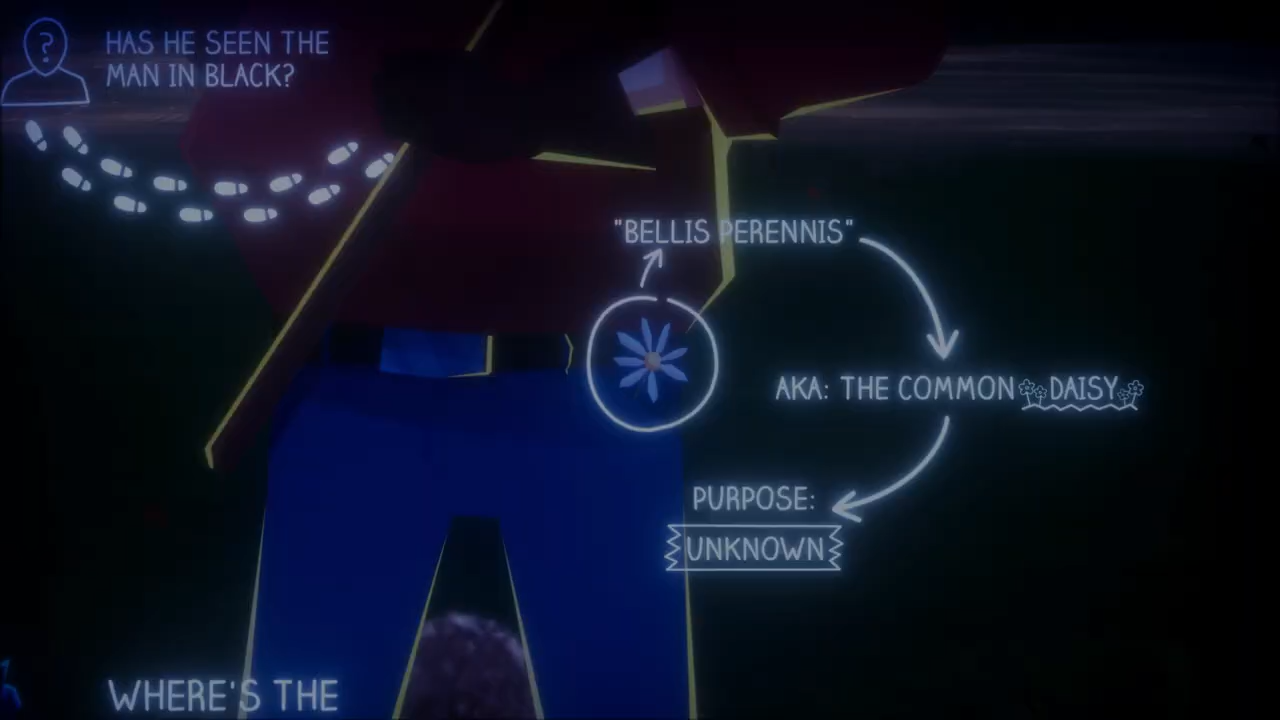 ?
HAS HE SEEN THE
MAN IN BLACK?
"BELLIS PERENNIS"
AKA: THE COMMON DAISY
PURPOSE:
UNKNOWN
WHERE'S THE